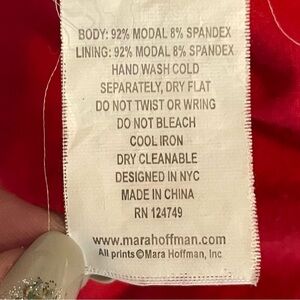 BODY: 92% MODAL 8% SPANDEX
LINING: 92% MODAL 8% SPANDEX
HAND WASH COLD
SEPARATELY, DRY FLAT
DO NOT TWIST OR WRING
DO NOT BLEACH
COOL IRON
DRY CLEANABLE
DESIGNED IN NYC
MADE IN CHINA
RN 124749
www.marahoffman.com
All prints ©Mara Hoffman, Inc